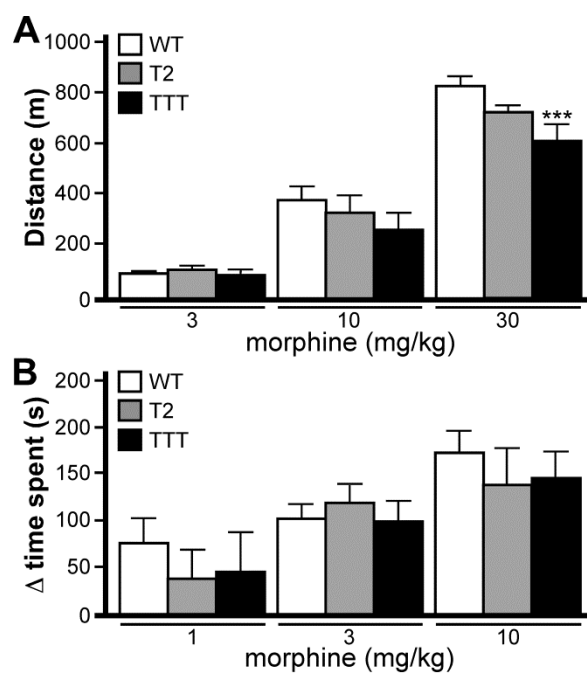 A
1000
800
600
400
200
0
Distance (m)
WT
T2
TTT
***
3 10 30
morphine (mg/kg)
B
200
200
150
100
50
0
Δ time spent (s)
WT
T2
TTT
1 3 10
morphine (mg/kg)